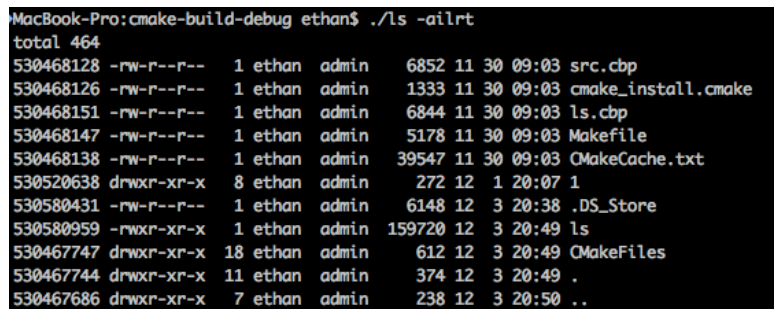 MacBook-Pro:cmake-build-debug ethan$ ./ls -ailrt
total 464
530468128 -rw-r--r--   1 ethan  admin    6852 11 30 09:03 src.cbp
530468126 -rw-r--r--   1 ethan  admin    1333 11 30 09:03 cmake_install.cmake
530468151 -rw-r--r--   1 ethan  admin    6844 11 30 09:03 ls.cbp
530468147 -rw-r--r--   1 ethan  admin    5178 11 30 09:03 Makefile
530468138 -rw-r--r--   1 ethan  admin   39547 11 30 09:03 CMakeCache.txt
530520638 drwxr-xr-x   8 ethan  admin     272 12  1 20:07 1
530580431 -rw-r--r--   1 ethan  admin    6148 12  3 20:38 .DS_Store
530580959 -rwxr-xr-x   1 ethan  admin  159720 12  3 20:49 ls
530467747 drwxr-xr-x  18 ethan  admin     612 12  3 20:49 CMakeFiles
530467744 drwxr-xr-x  11 ethan  admin     374 12  3 20:49 .
530467686 drwxr-xr-x   7 ethan  admin     238 12  3 20:50 ..